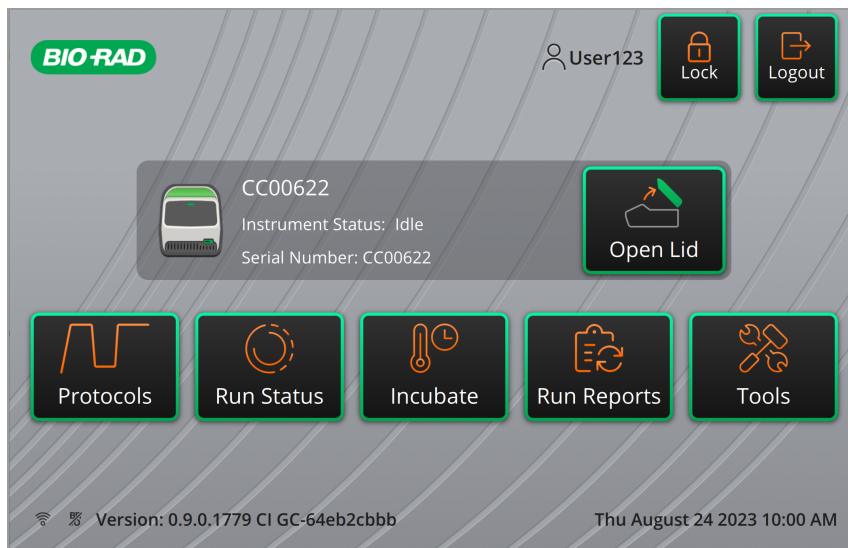 BIO-RAD
User123
Lock
Logout
CC00622
Instrument Status: Idle
Serial Number: CC00622
Open Lid
Protocols
Run Status
Incubate
Run Reports
Tools
Version: 0.9.0.1779 CI GC-64eb2cbbb
Thu August 24 2023 10:00 AM